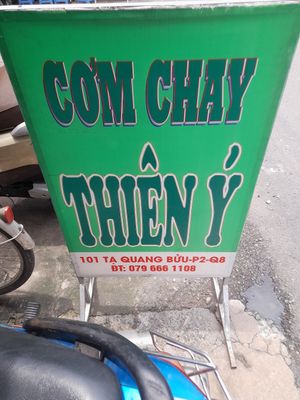 CƠM CHAY
THIÊN Ý
101 TẠ QUANG BỬU-P2-Q8
ĐT: 079 666 1108